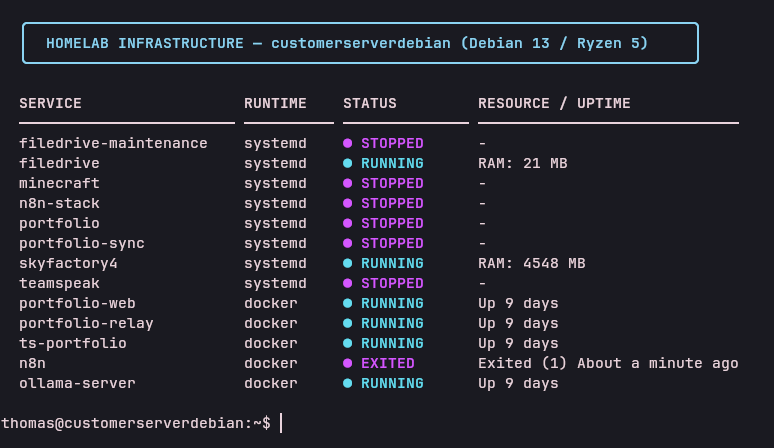 HOMELAB INFRASTRUCTURE — customerserverdebian (Debian 13 / Ryzen 5)
SERVICE RUNTIME STATUS RESOURCE / UPTIME
filedrive-maintenance systemd ● STOPPED -
filedrive systemd ● RUNNING RAM: 21 MB
minecraft systemd ● STOPPED -
n8n-stack systemd ● STOPPED -
portfolio systemd ● STOPPED -
portfolio-sync systemd ● STOPPED -
skyfactory4 systemd ● RUNNING RAM: 4548 MB
teamspeak systemd ● STOPPED -
portfolio-web docker ● RUNNING Up 9 days
portfolio-relay docker ● RUNNING Up 9 days
ts-portfolio docker ● RUNNING Up 9 days
n8n docker ● EXITED Exited (1) About a minute ago
ollama-server docker ● RUNNING Up 9 days
thomas@customerserverdebian:~$